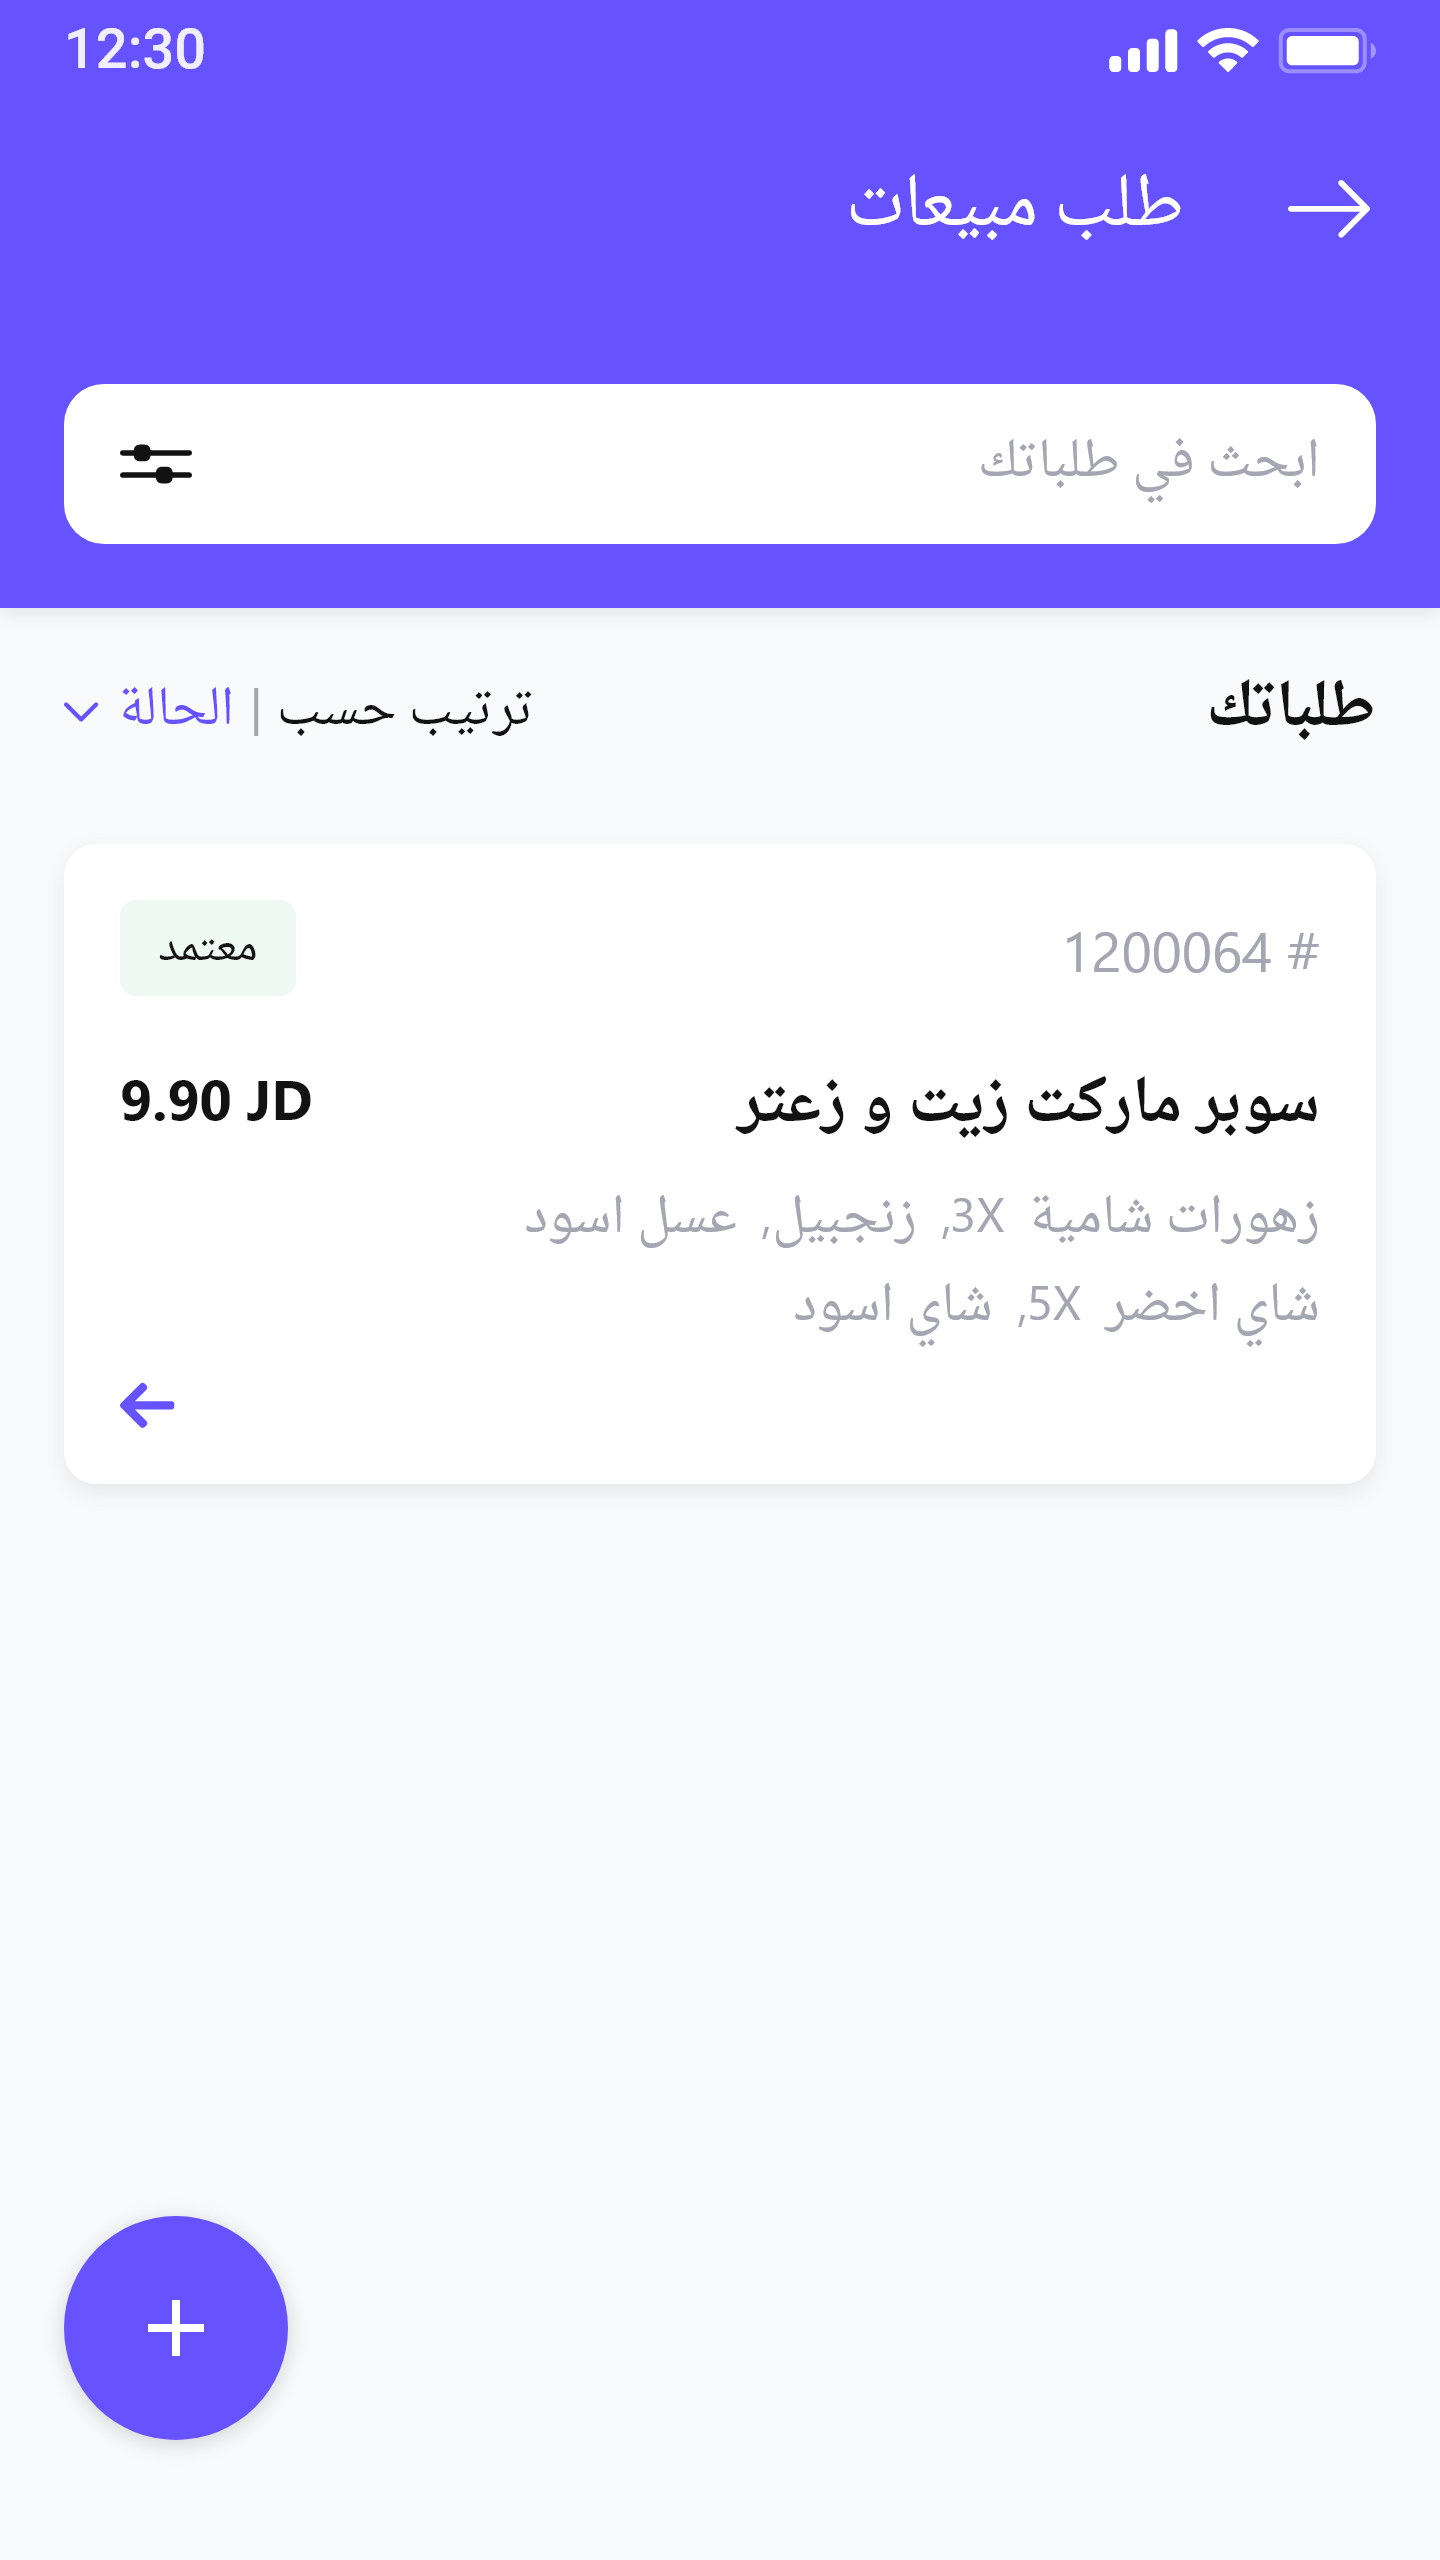 12:30
طلب مبيعات
ابحث في طلباتك
طلباتك
ترتيب حسب | الحالة
# 1200064
معتمد
سوبر ماركت زيت و زعتر
9.90 JD
زهورات شامية 3X, زنجبيل, عسل اسود
شاي اخضر 5X, شاي اسود